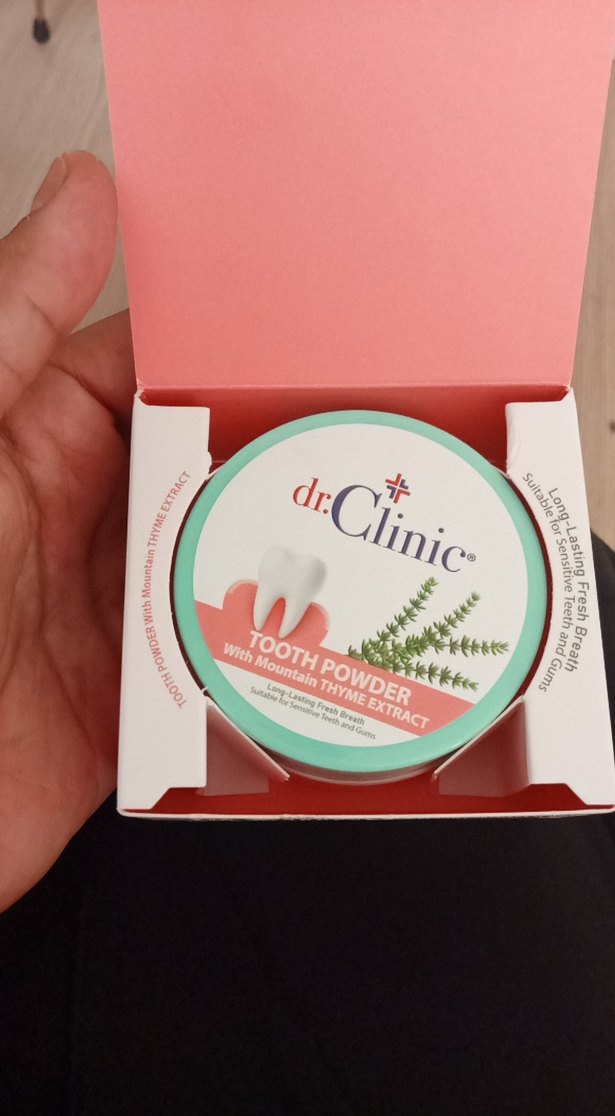 dr.Clinic®
TOOTH POWDER
With Mountain THYME EXTRACT
Long-Lasting Fresh Breath
Suitable for Sensitive Teeth and Gums
TOOTH POWDER With Mountain THYME EXTRACT
Long-Lasting Fresh Breath
Suitable for Sensitive Teeth and Gums